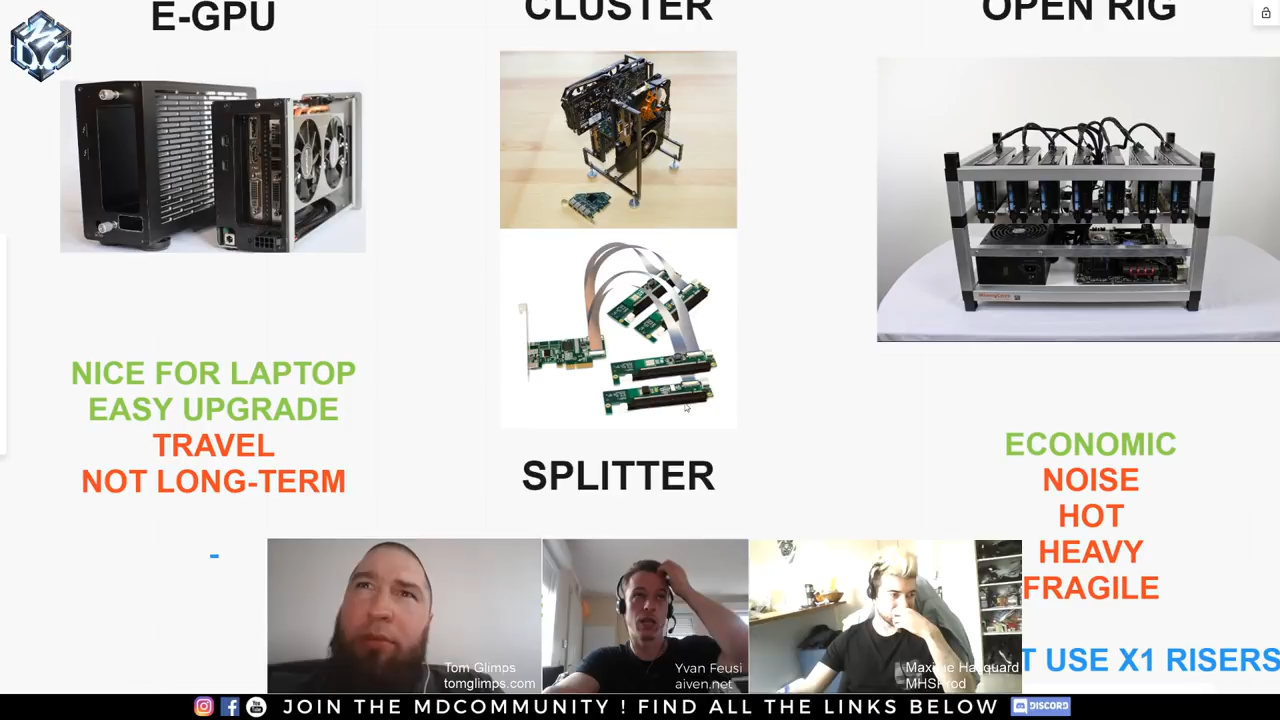 E-GPU
CLUSTER
OPEN RIG
NICE FOR LAPTOP
EASY UPGRADE
TRAVEL
NOT LONG-TERM
-
SPLITTER
ECONOMIC
NOISE
HOT
HEAVY
FRAGILE
T USE X1 RISERS
Tom Glimps
tomglimps.com
Yvan Feusi
aiven.net
MHSProd
JOIN THE MDCOMMUNITY ! FIND ALL THE LINKS BELOW
DISCORD